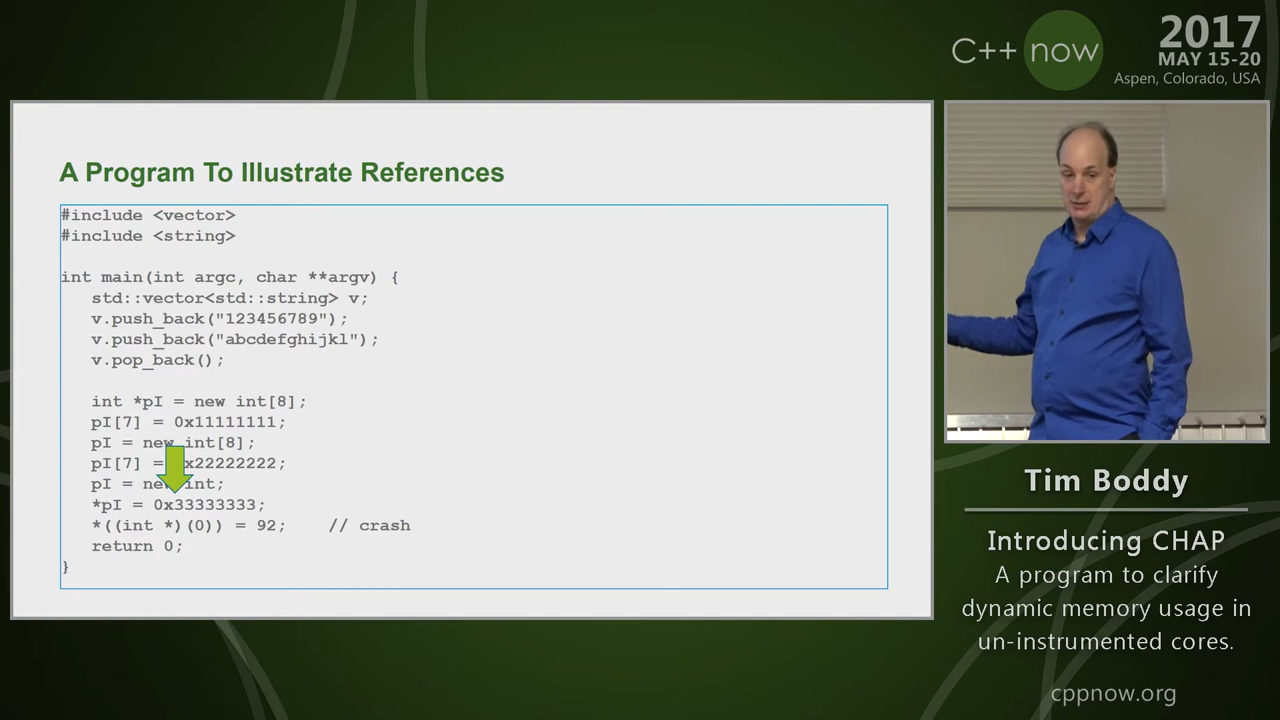 C++ now
2017
MAY 15-20
Aspen, Colorado, USA
A Program To Illustrate References
#include <vector>
#include <string>
int main(int argc, char **argv) {
std::vector<std::string> v;
v.push_back("123456789");
v.push_back("abcdefghijkl");
v.pop_back();
int *pI = new int[8];
pI[7] = 0x11111111;
pI = new int[8];
pI[7] = x22222222;
pI = new int;
*pI = 0x33333333;
*((int *)(0)) = 92; // crash
return 0;
}
Tim Boddy
Introducing CHAP
A program to clarify
dynamic memory usage in
un-instrumented cores.
cppnow.org